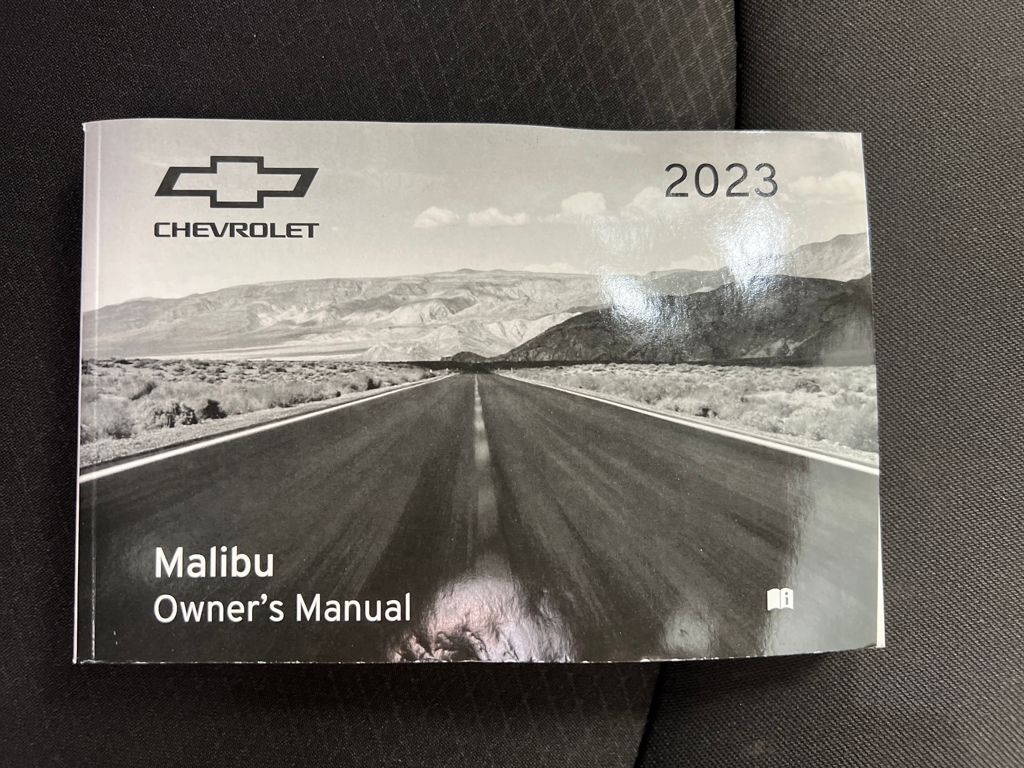 CHEVROLET
2023
Malibu
Owner's Manual